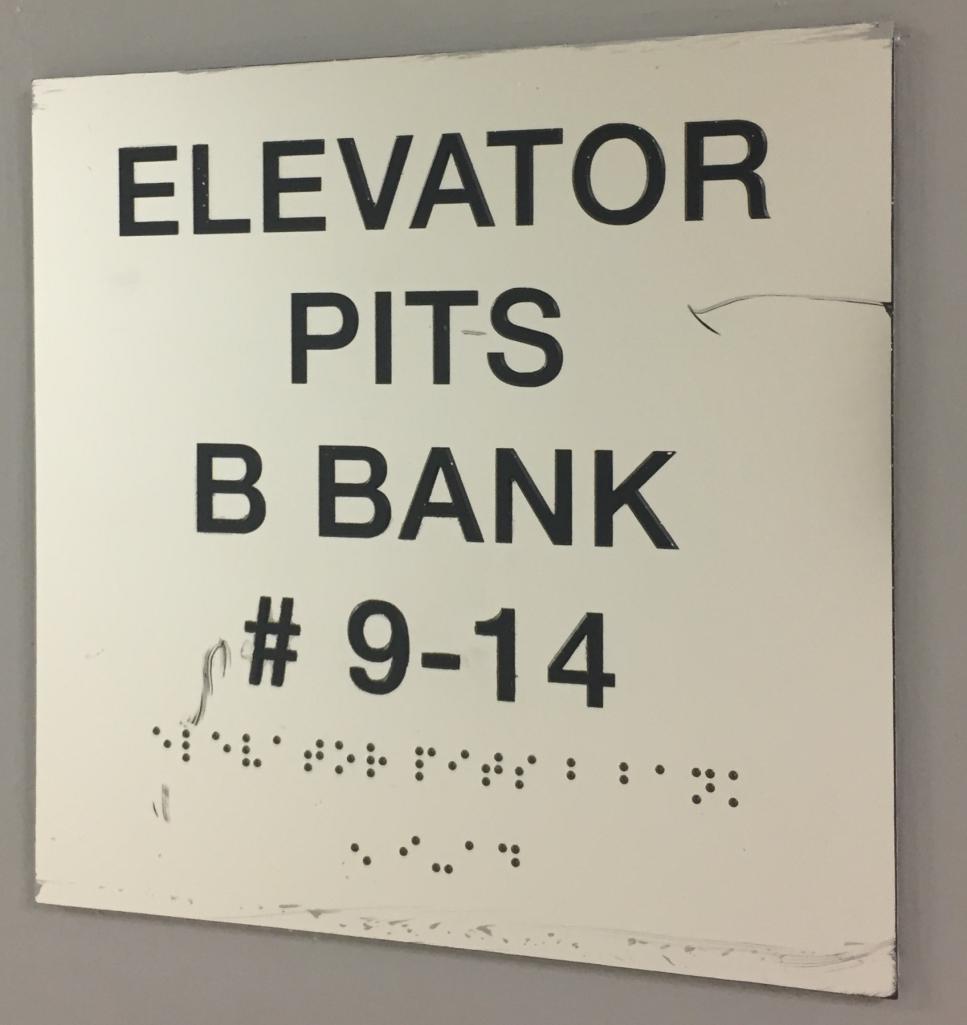 ELEVATOR
PITS
B BANK
# 9-14
⠑⠇⠑⠧⠁⠞⠕⠗ ⠏⠊⠞⠎ ⠃ ⠃⠁⠝⠅